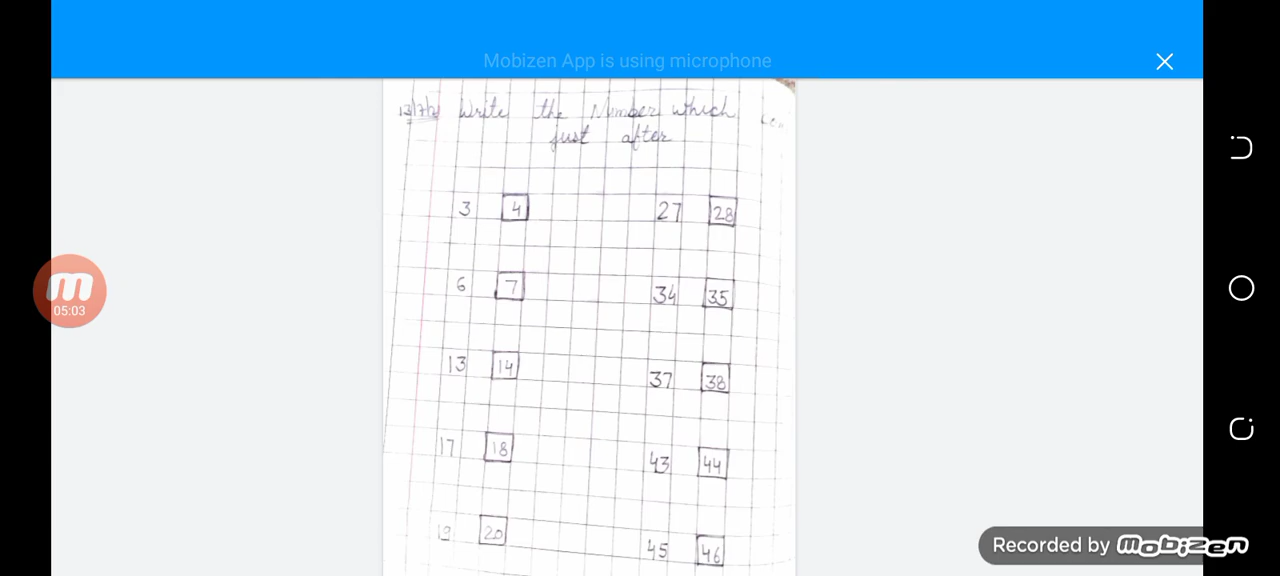 Mobizen App is using microphone
Write the Number which
just after
3 4 27 28
6 7 34 35
13 14 37 38
05:03
17 18 43 44
19 20 45 46
Recorded by mobizen